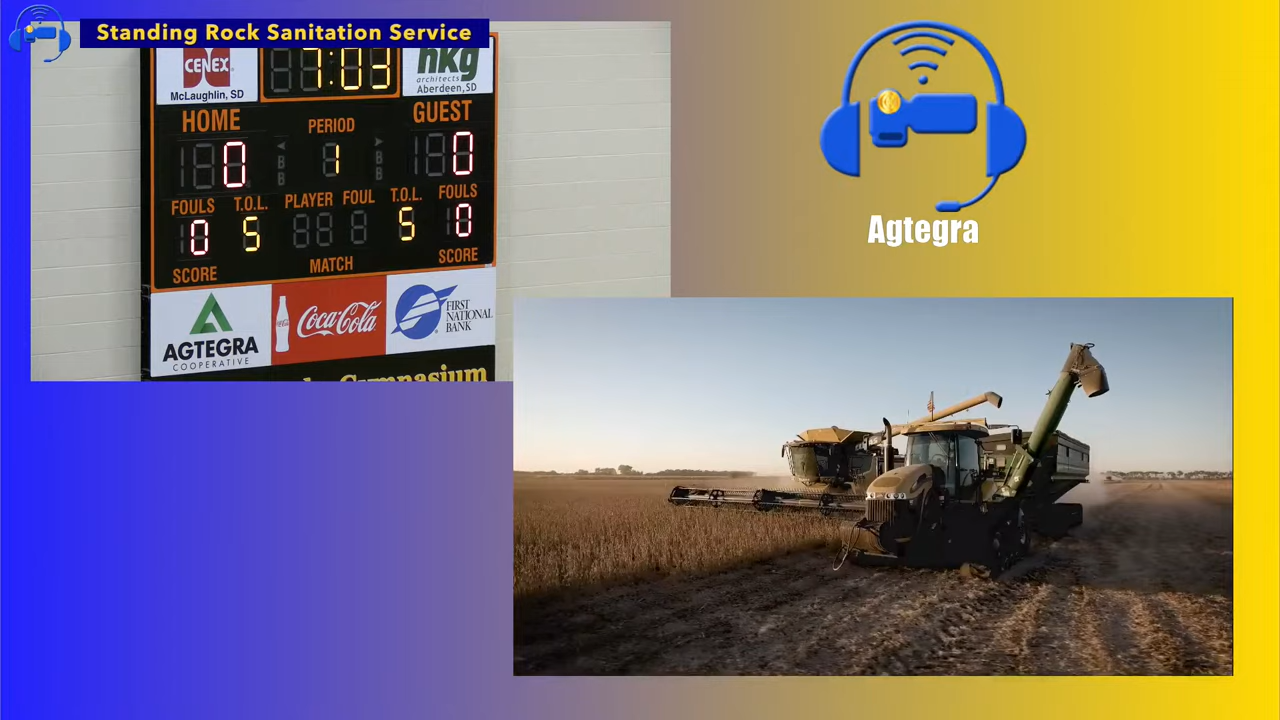 Standing Rock Sanitation Service
CENEX
McLaughlin, SD
7:03
hkg
architects
Aberdeen, SD
HOME
PERIOD
GUEST
0
1
0
B
B
B
B
FOULS
T.O.L.
PLAYER
FOUL
T.O.L.
FOULS
0
5
5
0
SCORE
MATCH
SCORE
AGTEGRA
COOPERATIVE
Coca-Cola
FIRST
NATIONAL
BANK
Gymnasium
Agtegra